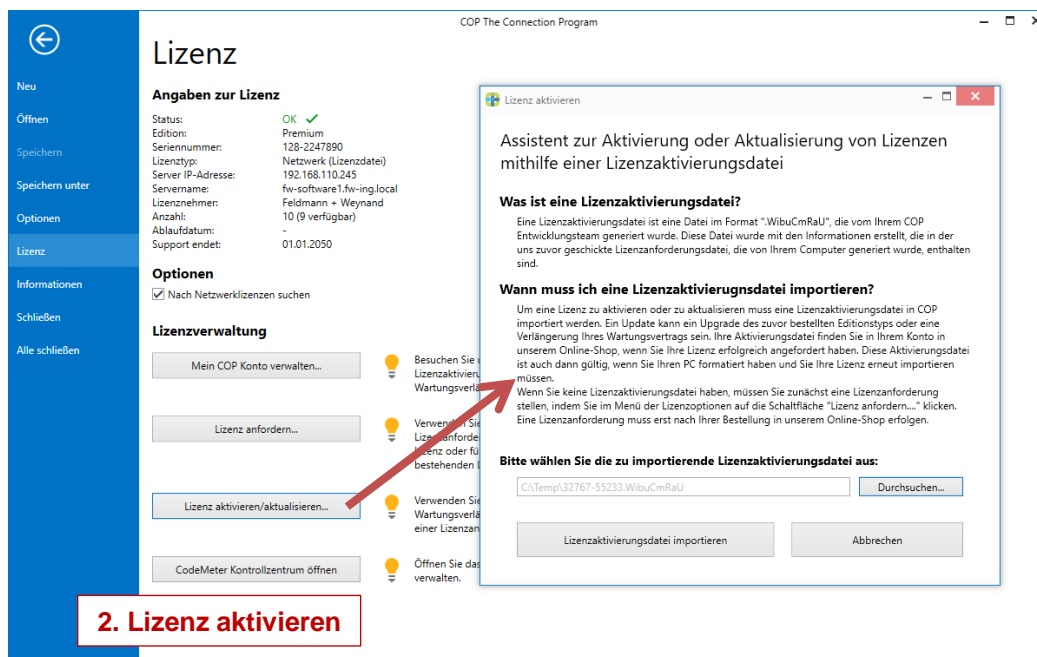 COP The Connection Program
Lizenz
Neu
Öffnen
Speichern
Speichern unter
Optionen
Lizenz
Informationen
Schließen
Alle schließen
Angaben zur Lizenz
Status: OK
Edition: Premium
Seriennummer: 128-2247890
Lizenztyp: Netzwerk (Lizenzdatei)
Server IP-Adresse: 192.168.110.245
Servername: fw-software1.fw-ing.local
Lizenznehmer: Feldmann + Weynand
Anzahl: 10 (9 verfügbar)
Ablaufdatum: -
Support endet: 01.01.2050
Optionen
Nach Netzwerklizenzen suchen
Lizenzverwaltung
Mein COP Konto verwalten...
Besuchen Sie
Lizenzaktivieru
Wartungsverlä
Lizenz anfordern...
Verwenden Sie
Lizenzanforde
Lizenz oder fü
bestehenden
Lizenz aktivieren/aktualisieren...
Verwenden Sie
Wartungsverlä
einer Lizenzan
CodeMeter Kontrollzentrum öffnen
Öffnen Sie das
verwalten.
2. Lizenz aktivieren
Lizenz aktivieren
Assistent zur Aktivierung oder Aktualisierung von Lizenzen
mithilfe einer Lizenzaktivierungsdatei
Was ist eine Lizenzaktivierungsdatei?
Eine Lizenzaktivierungsdatei ist eine Datei im Format ".WibuCmRaU", die vom Ihrem COP
Entwicklungsteam generiert wurde. Diese Datei wurde mit den Informationen erstellt, die in der
uns zuvor geschickte Lizenzanforderungsdatei, die von Ihrem Computer generiert wurde, enthalten
sind.
Wann muss ich eine Lizenzaktivierugnsdatei importieren?
Um eine Lizenz zu aktivieren oder zu aktualisieren muss eine Lizenzaktivierungsdatei in COP
importiert werden. Ein Update kann ein Upgrade des zuvor bestellten Editionstyps oder eine
Verlängerung Ihres Wartungsvertrags sein. Ihre Aktivierungsdatei finden Sie in Ihrem Konto in
unserem Online-Shop, wenn Sie Ihre Lizenz erfolgreich angefordert haben. Diese Aktivierungsdatei
ist auch dann gültig, wenn Sie Ihren PC formatiert haben und Sie Ihre Lizenz erneut importieren
müssen.
Wenn Sie keine Lizenzaktivierungsdatei haben, müssen Sie zunächst eine Lizenzanforderung
stellen, indem Sie im Menü der Lizenzoptionen auf die Schaltfläche "Lizenz anfordern...." klicken.
Eine Lizenzanforderung muss erst nach Ihrer Bestellung in unserem Online-Shop erfolgen.
Bitte wählen Sie die zu importierende Lizenzaktivierungsdatei aus:
C:\Temp\32767-55233.WibuCmRaU
Durchsuchen...
Lizenzaktivierungsdatei importieren
Abbrechen